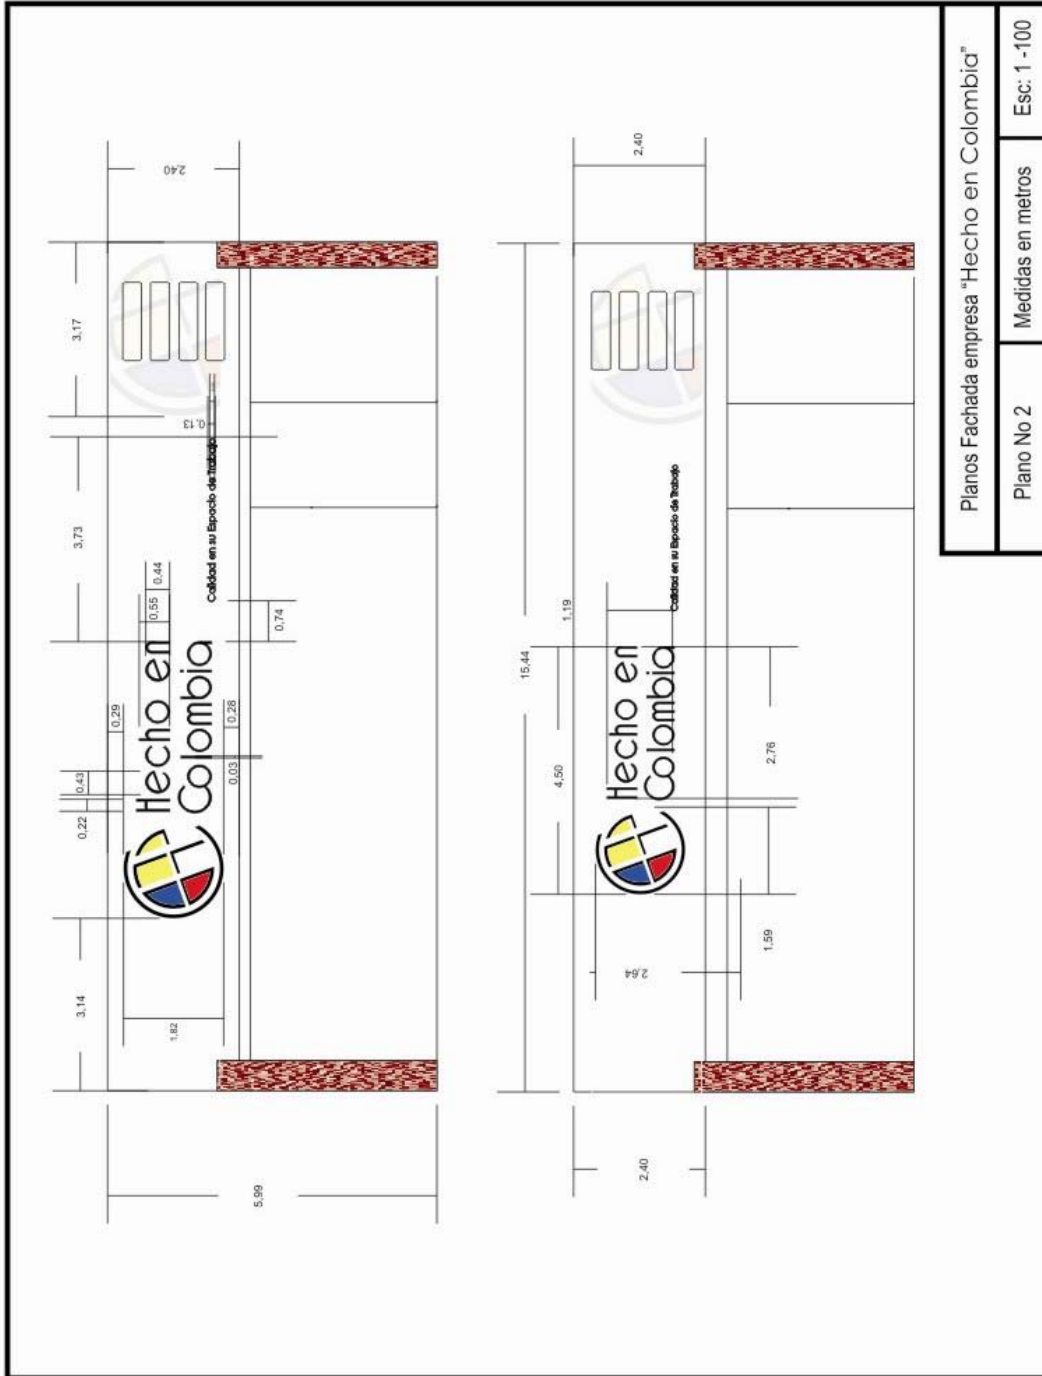 2,40
3,17
0,13
3,73
0,44
0,55
0,74
0,29
0,28
0,43
0,03
0,22
3,14
1,82
5,99
Hecho en
Colombia
Calidad en su Espacio de Trabajo
2,40
1,19
15,44
4,50
2,76
1,59
2,64
2,40
Hecho en
Colombia
Calidad en su Espacio de Trabajo
Planos Fachada empresa "Hecho en Colombia"
Plano No 2
Medidas en metros
Esc: 1 -100